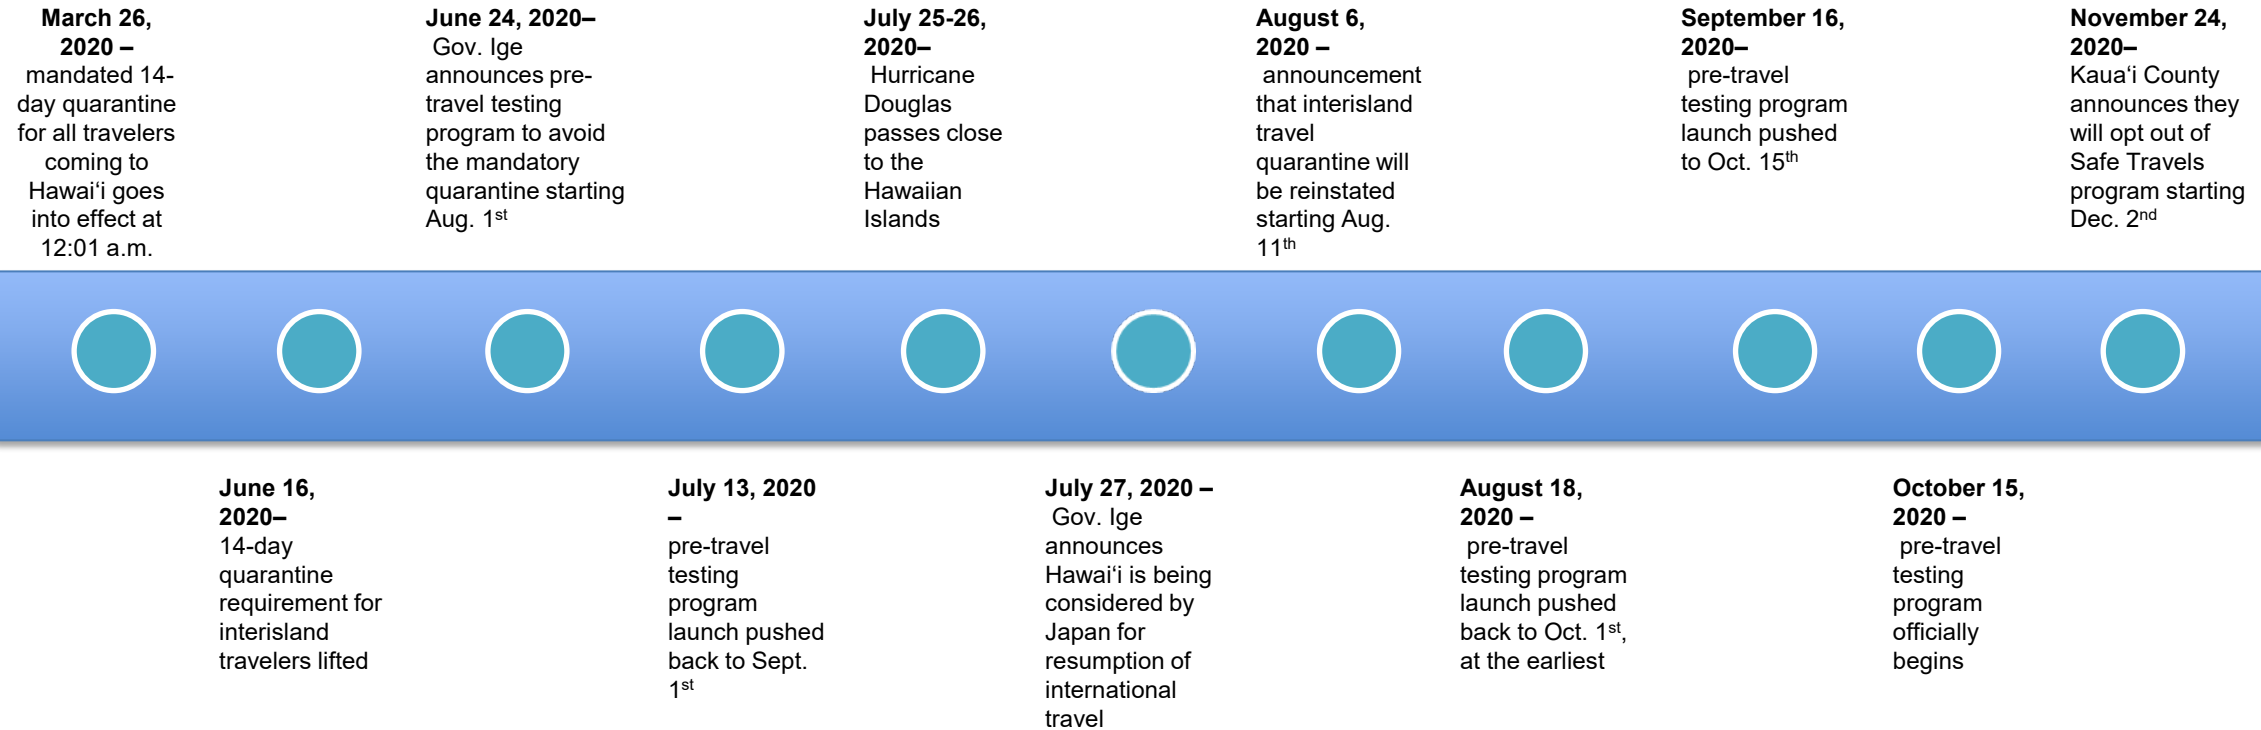 March 26,
2020 –
mandated 14-
day quarantine
for all travelers
coming to
Hawaiʻi goes
into effect at
12:01 a.m.
June 24, 2020–
Gov. Ige
announces pre-
travel testing
program to avoid
the mandatory
quarantine starting
Aug. 1st
July 25-26,
2020–
Hurricane
Douglas
passes close
to the
Hawaiian
Islands
August 6,
2020 –
announcement
that interisland
travel
quarantine will
be reinstated
starting Aug.
11th
September 16,
2020–
pre-travel
testing program
launch pushed
to Oct. 15th
November 24,
2020–
Kauaʻi County
announces they
will opt out of
Safe Travels
program starting
Dec. 2nd
June 16,
2020–
14-day
quarantine
requirement for
interisland
travelers lifted
July 13, 2020
–
pre-travel
testing
program
launch pushed
back to Sept.
1st
July 27, 2020 –
Gov. Ige
announces
Hawaiʻi is being
considered by
Japan for
resumption of
international
travel
August 18,
2020 –
pre-travel
testing program
launch pushed
back to Oct. 1st,
at the earliest
October 15,
2020 –
pre-travel
testing
program
officially
begins